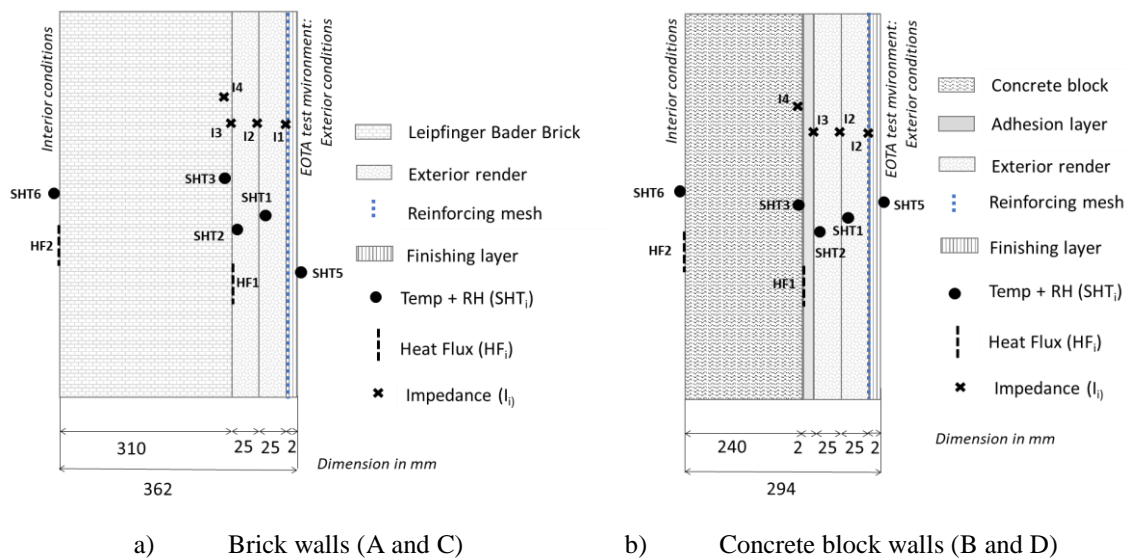 Interior conditions
EOTA test mvironment:
Exterior conditions
I4
I3
I2
I1
SHT3
SHT1
SHT6
SHT2
HF2
HF1
SHT5
Leipfinger Bader Brick
Exterior render
Reinforcing mesh
Finishing layer
Temp + RH (SHTi)
Heat Flux (HFi)
Impedance (Ii)
310
25
25
2
Dimension in mm
362
a) Brick walls (A and C)
Interior conditions
EOTA test mvironment:
Exterior conditions
I4
I3
I2
I2
SHT6
SHT3
SHT5
SHT1
SHT2
HF2
HF1
Concrete block
Adhesion layer
Exterior render
Reinforcing mesh
Finishing layer
Temp + RH (SHTi)
Heat Flux (HFi)
Impedance (Ii)
240
2
25
25
2
Dimension in mm
294
b) Concrete block walls (B and D)